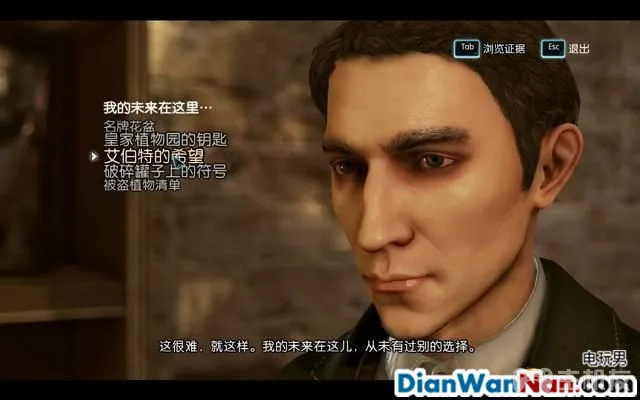 Tab 浏览证据 Esc 退出
我的未来在这里…
名牌花盆
皇家植物园的钥匙
艾伯特的希望
破碎罐子上的符号
被盗植物清单
这很难，就这样。我的未来在这儿，从未有过别的选择。
电玩男
DianWanNan.com